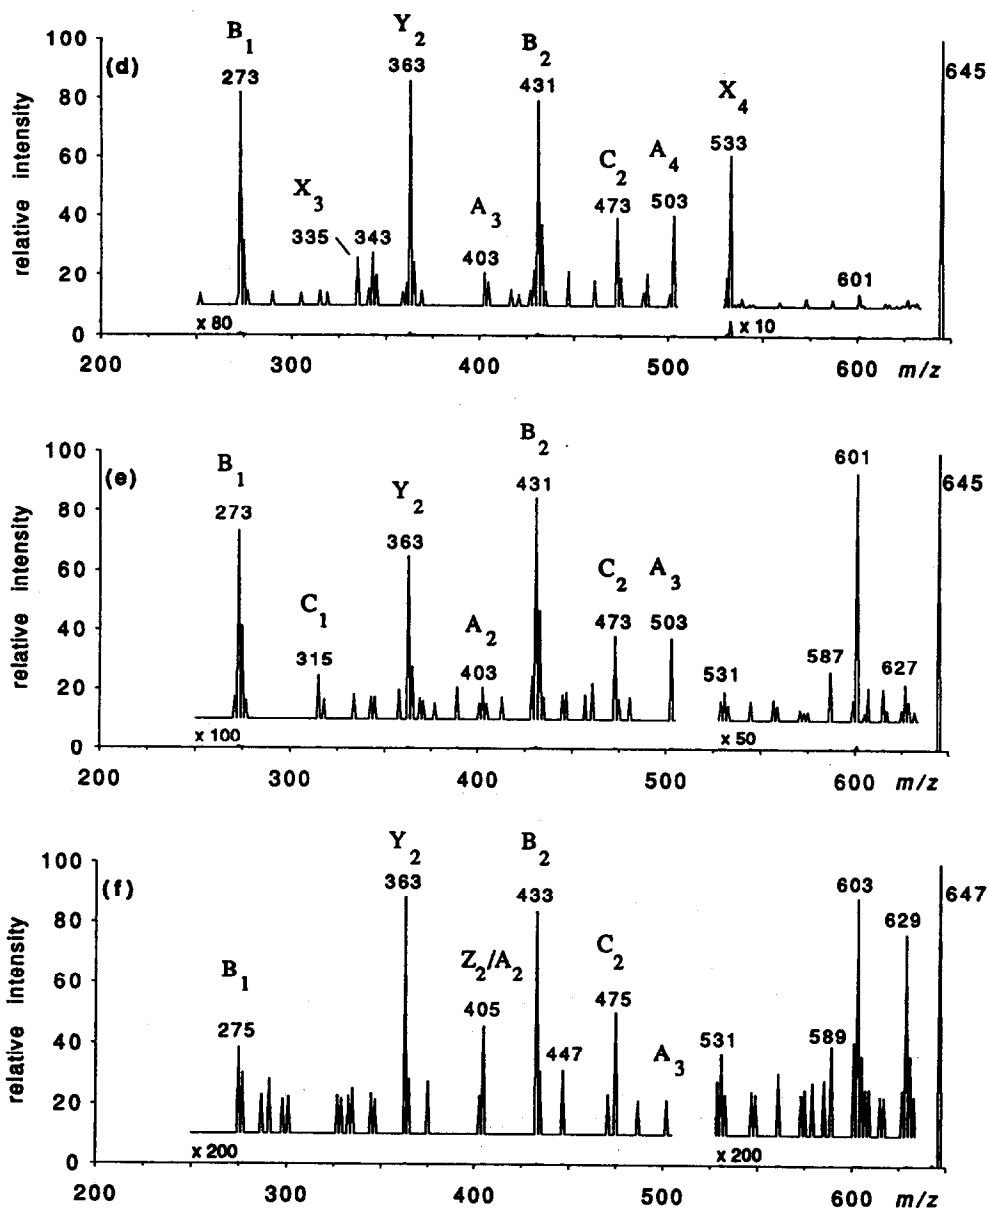 B1 Y2 B2
100 (d) 273 363 431 645
80 X4
60 C2 A4 533
X3 473 503
40 A3
335 343 403
20 601
0 x 80 x 10
200 300 400 500 600 m/z
relative intensity
B2
100 (e) B1 431 601 645
Y2
80 273 363
60 C2 A3
C1 473 503
40 A2
315 403 587
20 531 627
0 x 100 x 50
200 300 400 500 600 m/z
relative intensity
Y2 B2
100 (f) 363 433 603 647
80 629
C2
60 B1 Z2/A2 475
405
40 275 447 A3 531 589
20
0 x 200 x 200
200 300 400 500 600 m/z
relative intensity